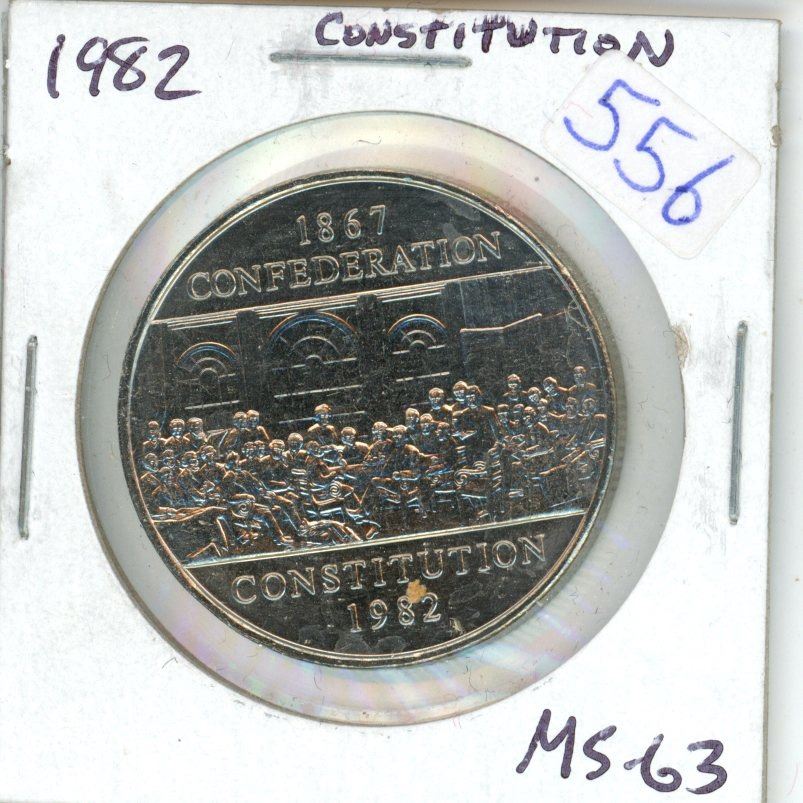 1982
CONSTITUTION
556
1867
CONFEDERATION
CONSTITUTION
1982
MS-63